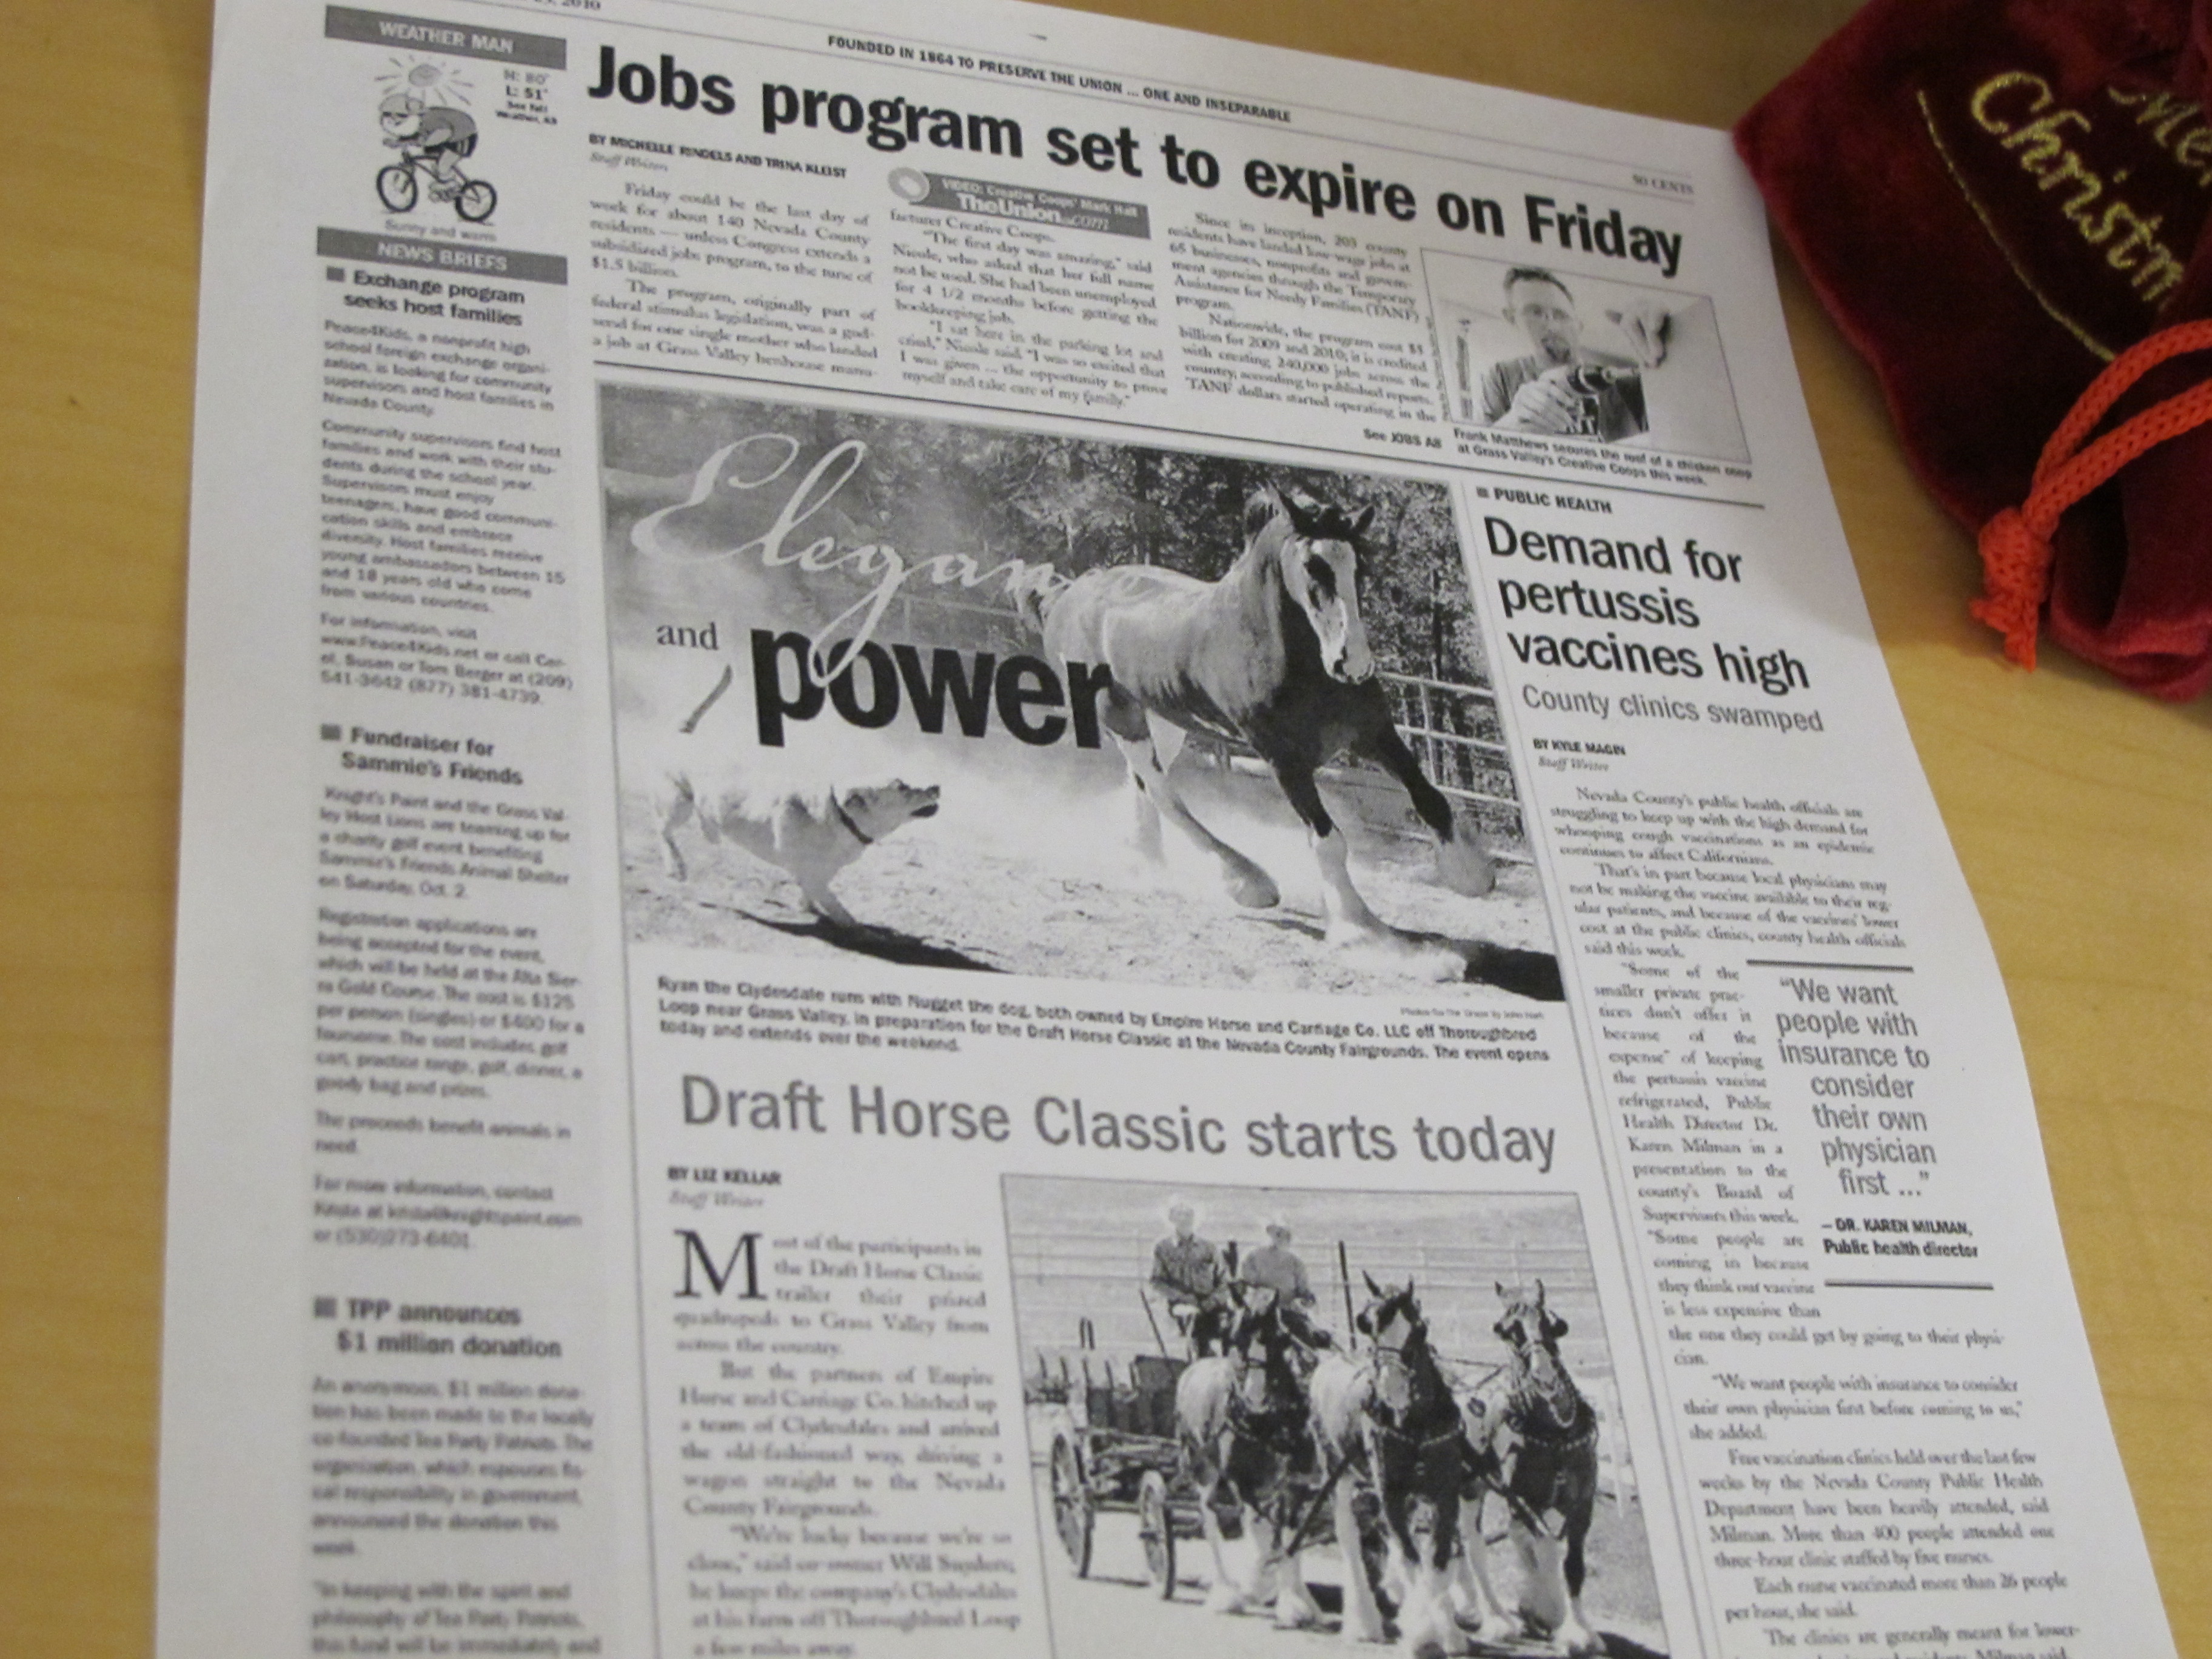 2010
FOUNDED IN 1864 TO PRESERVE THE UNION ... ONE AND INSEPARABLE
90 CENTS
WEATHER MAN
H: 80°
L: 51°
See full
Weather, A3
Sunny and warm
NEWS BRIEFS
Exchange program
seeks host families
Peace4Kids, a nonprofit high
school foreign exchange organi-
zation, is looking for community
supervisors and host families in
Nevada County.
Community supervisors find host
families and work with their stu-
dents during the school year.
Supervisors must enjoy
teenagers, have good communi-
cation skills and embrace
diversity. Host families receive
young ambassadors between 15
and 18 years old who come
from various countries.
For information, visit
www.Peace4Kids.net or call Car-
ol, Susan or Tom Berger at (209)
541-3642 (877) 381-4739.
Fundraiser for
Sammie's Friends
Knight's Paint and the Grass Val-
ley Host Lions are teaming up for
a charity golf event benefiting
Sammie's Friends Animal Shelter
on Saturday, Oct. 2.
Registration applications are
being accepted for the event,
which will be held at the Alta Sier-
ra Gold Course. The cost is $125
per person (singles) or $400 for a
foursome. The cost includes golf
cart, practice range, golf, dinner, a
goody bag and prizes.
The proceeds benefit animals in
need.
For more information, contact
Krista at krista@knightspaint.com
or (530)273-6401.
TPP announces
$1 million donation
An anonymous, $1 million dona-
tion has been made to the locally
co-founded Tea Party Patriots. The
organization, which espouses fis-
cal responsibility in government,
announced the donation this
week.
"In keeping with the spirit and
philosophy of Tea Party Patriots,
this fund will be immediately and
Jobs program set to expire on Friday
BY MICHELLE RINDELS AND TRINA KLEIST
Staff Writers
Friday could be the last day of
work for about 140 Nevada County
residents — unless Congress extends a
subsidized jobs program, to the tune of
$1.5 billion.
The program, originally part of
federal stimulus legislation, was a god-
send for one single mother who landed
a job at Grass Valley henhouse manu-
VIDEO: Creative Coops' Mark Hall
TheUnion.com
facturer Creative Coops.
"The first day was amazing," said
Nicole, who asked that her full name
not be used. She had been unemployed
for 4 1/2 months before getting the
bookkeeping job.
"I sat here in the parking lot and
cried," Nicole said. "I was so excited that
I was given ... the opportunity to prove
myself and take care of my family."
Since its inception, 203 county
residents have landed low-wage jobs at
65 businesses, nonprofits and govern-
ment agencies through the Temporary
Assistance for Needy Families (TANF)
program.
Nationwide, the program cost $5
billion for 2009 and 2010; it is credited
with creating 240,000 jobs across the
country, according to published reports.
TANF dollars started operating in the
See JOBS A8
Frank Matthews secures the roof of a chicken coop
at Grass Valley's Creative Coops this week.
Elegance
and power
Photos for The Union by John Hart
Ryan the Clydesdale runs with Nugget the dog, both owned by Empire Horse and Carriage Co. LLC off Thoroughbred
Loop near Grass Valley, in preparation for the Draft Horse Classic at the Nevada County Fairgrounds. The event opens
today and extends over the weekend.
Draft Horse Classic starts today
BY LIZ KELLAR
Staff Writer
Most of the participants in
the Draft Horse Classic
trailer their prized
quadrupeds to Grass Valley from
across the country.
But the partners of Empire
Horse and Carriage Co. hitched up
a team of Clydesdales and arrived
the old-fashioned way, driving a
wagon straight to the Nevada
County Fairgrounds.
"We're lucky because we're so
close," said co-owner Will
he keeps the company's Clydesdales
at his farm off Thoroughbred Loop
a few miles away.
PUBLIC HEALTH
Demand for
pertussis
vaccines high
County clinics swamped
BY KYLE MAGIN
Staff Writer
Nevada County's public health officials are
struggling to keep up with the high demand for
whooping cough vaccinations as an epidemic
continues to affect Californians.
That's in part because local physicians may
not be making the vaccine available to their reg-
ular patients, and because of the vaccines' lower
cost at the public clinics, county health officials
said this week.
"Some of the
smaller private prac-
tices don't offer it
because of the
expense" of keeping
the pertussis vaccine
refrigerated, Public
Health Director Dr.
Karen Milman in a
presentation to the
county's Board of
Supervisors this week.
"Some people are
coming in because
they think our vaccine
is less expensive than
the one they could get by going to their physi-
cian.
"We want people with insurance to consider
their own physician first before coming to us,"
she added.
Free vaccination clinics held over the last few
weeks by the Nevada County Public Health
Department have been heavily attended, said
Milman. More than 400 people attended one
three-hour clinic staffed by five nurses.
Each nurse vaccinated more than 26 people
per hour, she said.
The clinics are generally meant for lower-
"We want
people with
insurance to
consider
their own
physician
first ..."
— DR. KAREN MILMAN,
Public health director
Christm